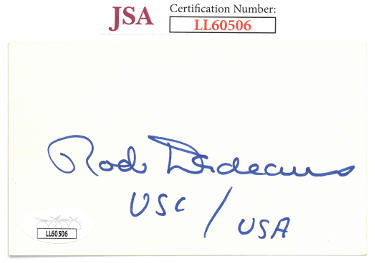 JSA Certification Number:
LL60506
Rod Dedeaux
USC / USA
LL60506